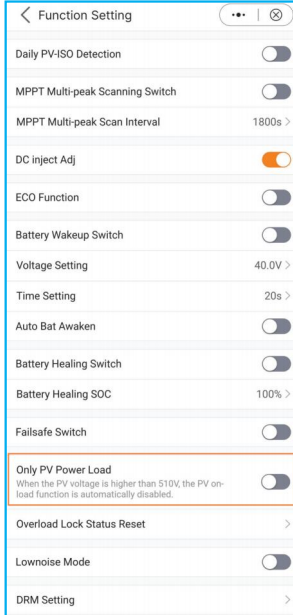 Function Setting
Daily PV-ISO Detection
MPPT Multi-peak Scanning Switch
MPPT Multi-peak Scan Interval 1800s >
DC inject Adj
ECO Function
Battery Wakeup Switch
Voltage Setting 40.0V >
Time Setting 20s >
Auto Bat Awaken
Battery Healing Switch
Battery Healing SOC 100% >
Failsafe Switch
Only PV Power Load
When the PV voltage is higher than 510V, the PV on-
load function is automatically disabled.
Overload Lock Status Reset >
Lownoise Mode
DRM Setting >